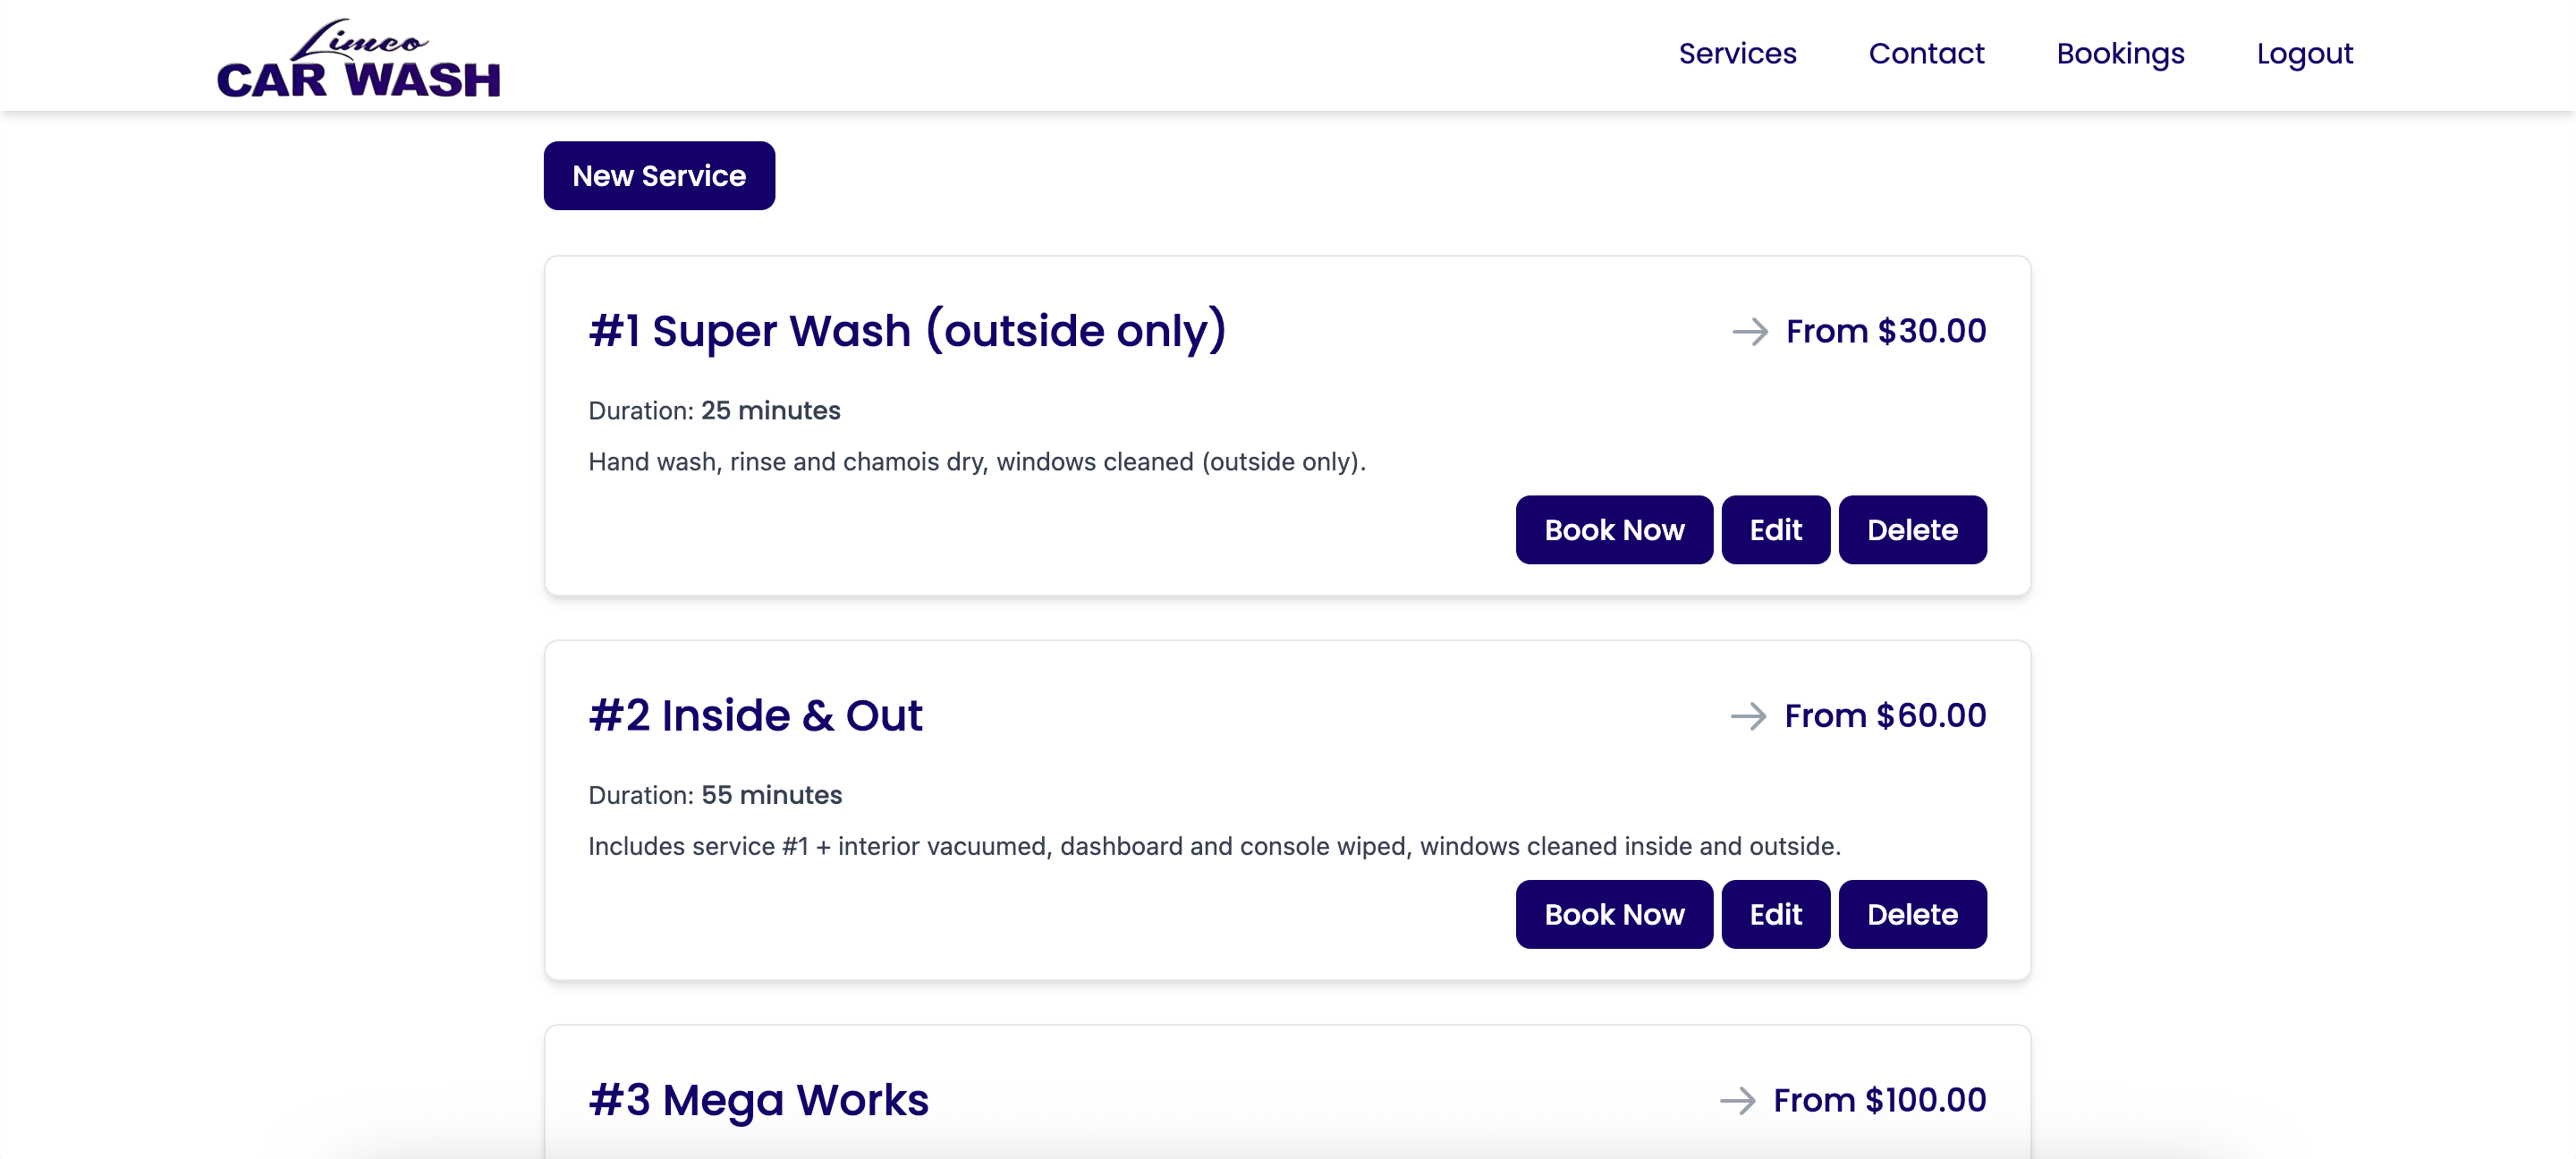 Limco
CAR WASH
Services Contact Bookings Logout
New Service
#1 Super Wash (outside only)
→ From $30.00
Duration: 25 minutes
Hand wash, rinse and chamois dry, windows cleaned (outside only).
Book Now Edit Delete
#2 Inside & Out
→ From $60.00
Duration: 55 minutes
Includes service #1 + interior vacuumed, dashboard and console wiped, windows cleaned inside and outside.
Book Now Edit Delete
#3 Mega Works
→ From $100.00